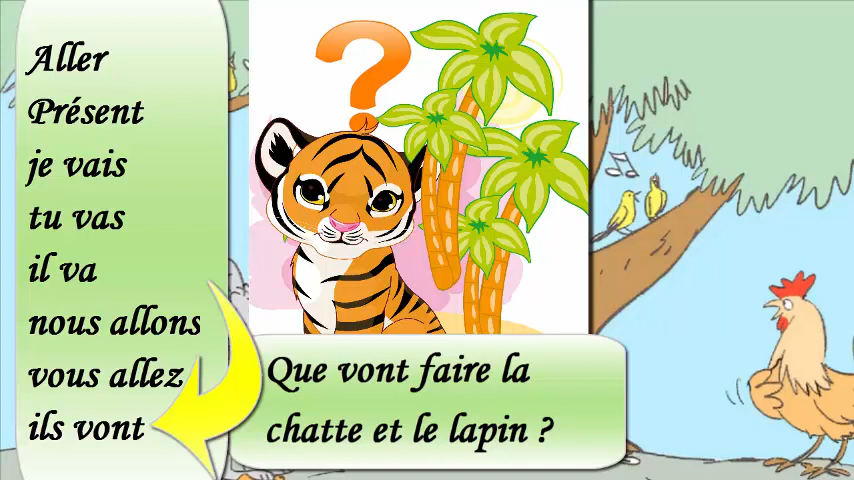 Aller
Présent
je vais
tu vas
il va
nous allons
vous allez
ils vont
?
Que vont faire la
chatte et le lapin ?